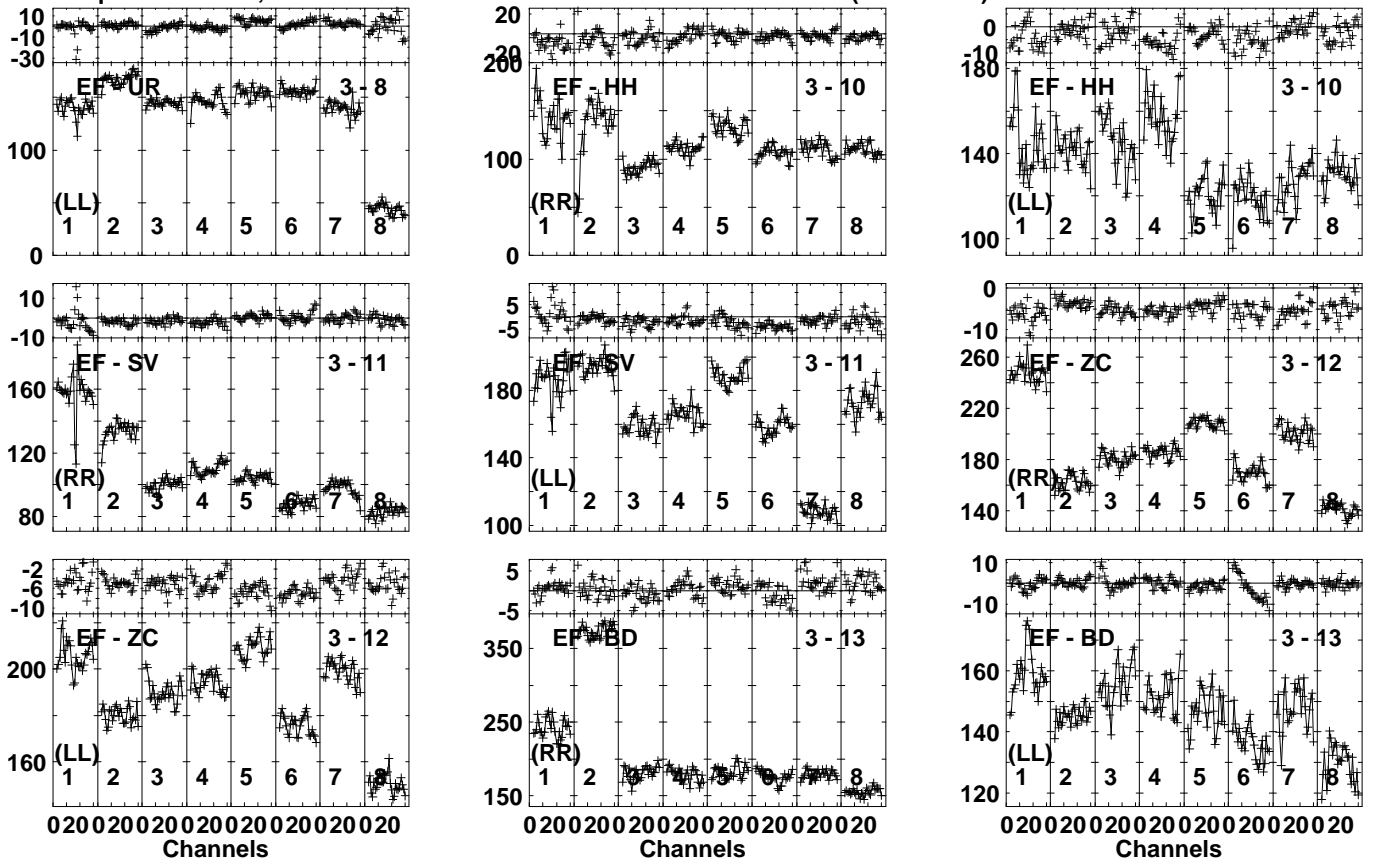 10
-10
-30
EF - UR 3 - 8
100
(LL)
1 2 3 4 5 6 7 8
0
20
-20
200
EF - HH 3 - 10
100
(RR)
1 2 3 4 5 6 7 8
0
0
-10
180
EF - HH 3 - 10
140
(LL)
1 2 3 4 5 6 7 8
100
10
-10
EF - SV 3 - 11
160
120
(RR)
1 2 3 4 5 6 7 8
80
5
-5
EF - SV 3 - 11
180
140
(LL)
1 2 3 4 5 6 7 8
100
0
-10
260
EF - ZC 3 - 12
220
180
(RR)
1 2 3 4 5 6 7 8
140
-2
-6
-10
EF - ZC 3 - 12
200
(LL)
160
1 2 3 4 5 6 7 8
0 20 0 20 0 20 0 20 0 20 0 20 0 20 0 20
Channels
5
-5
EF - BD 3 - 13
350
250
(RR)
1 2 3 4 5 6 7 8
150
0 20 0 20 0 20 0 20 0 20 0 20 0 20 0 20
Channels
10
-10
EF - BD 3 - 13
160
140
(LL)
1 2 3 4 5 6 7 8
120
0 20 0 20 0 20 0 20 0 20 0 20 0 20 0 20
Channels